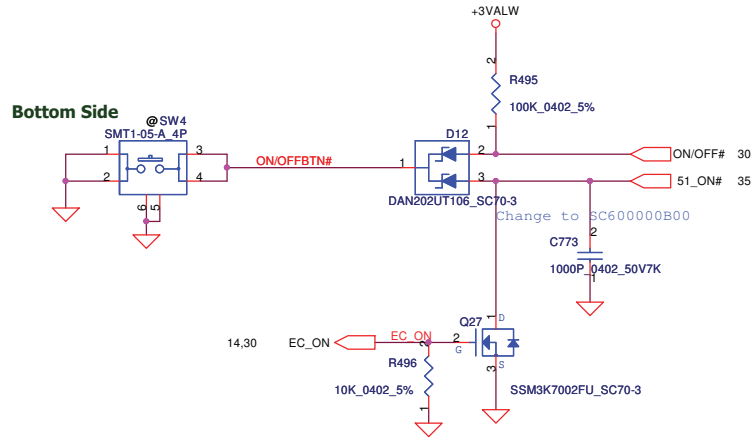 +3VALW
2
R495
100K_0402_5%
1
Bottom Side
@ SW4
SMT1-05-A_4P
1
3
2
4
6
5
ON/OFFBTN#
D12
1
2
3
DAN202UT106_SC70-3
ON/OFF# 30
51_ON# 35
Change to SC600000B00
C773
2
1000P_0402_50V7K
1
14,30 EC_ON
EC_ON
2
R496
10K_0402_5%
1
Q27
1
D
2
G
3
S
SSM3K7002FU_SC70-3